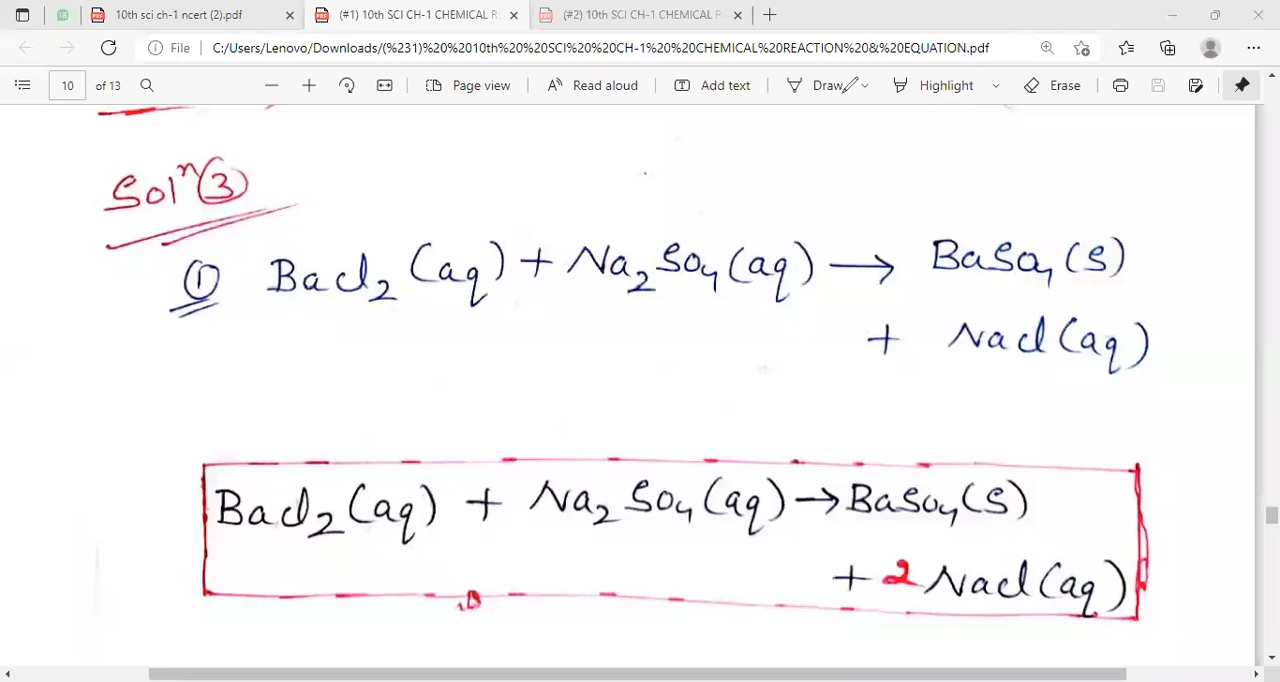 10th sci ch-1 ncert (2).pdf
(#1) 10th SCI CH-1 CHEMICAL R
(#2) 10th SCI CH-1 CHEMICAL P
File C:/Users/Lenovo/Downloads/(%231)%20%2010th%20%20SCI%20%20CH-1%20%20CHEMICAL%20REACTION%20&%20EQUATION.pdf
10 of 13 Page view Read aloud Add text Draw Highlight Erase
Solⁿ ③
① BaCl₂ (aq) + Na₂SO₄ (aq) → BaSO₄ (s)
+ NaCl (aq)
BaCl₂ (aq) + Na₂SO₄ (aq) → BaSO₄ (s)
+ 2 NaCl (aq)